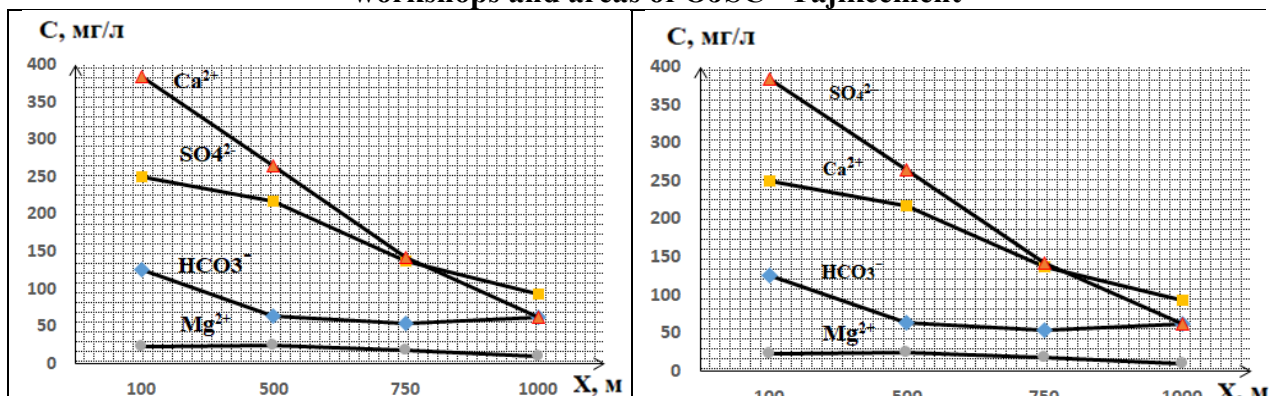 workshops and areas of OJSC "Tajikcement
C, мг/л
400
350
300
250
200
150
100
50
0
Ca²⁺
SO4²⁻
HCO3⁻
Mg²⁺
100 500 750 1000 X, м
C, мг/л
400
350
300
250
200
150
100
50
0
SO₄²⁻
Ca²⁺
HCO₃⁻
Mg²⁺
100 500 750 1000 X, м